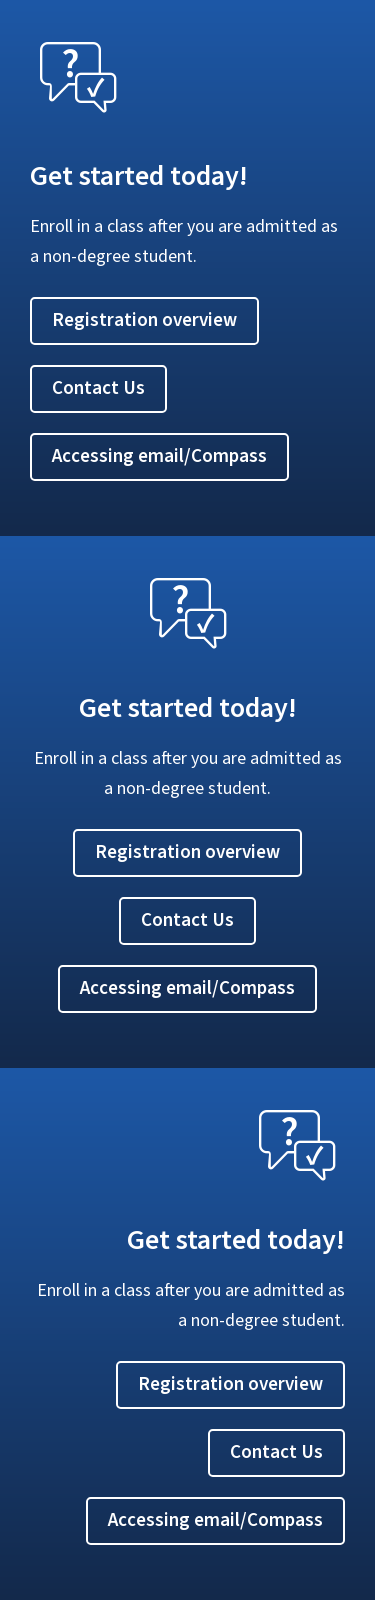 ?
Get started today!
Enroll in a class after you are admitted as
a non-degree student.
Registration overview
Contact Us
Accessing email/Compass
?
Get started today!
Enroll in a class after you are admitted as
a non-degree student.
Registration overview
Contact Us
Accessing email/Compass
?
Get started today!
Enroll in a class after you are admitted as
a non-degree student.
Registration overview
Contact Us
Accessing email/Compass